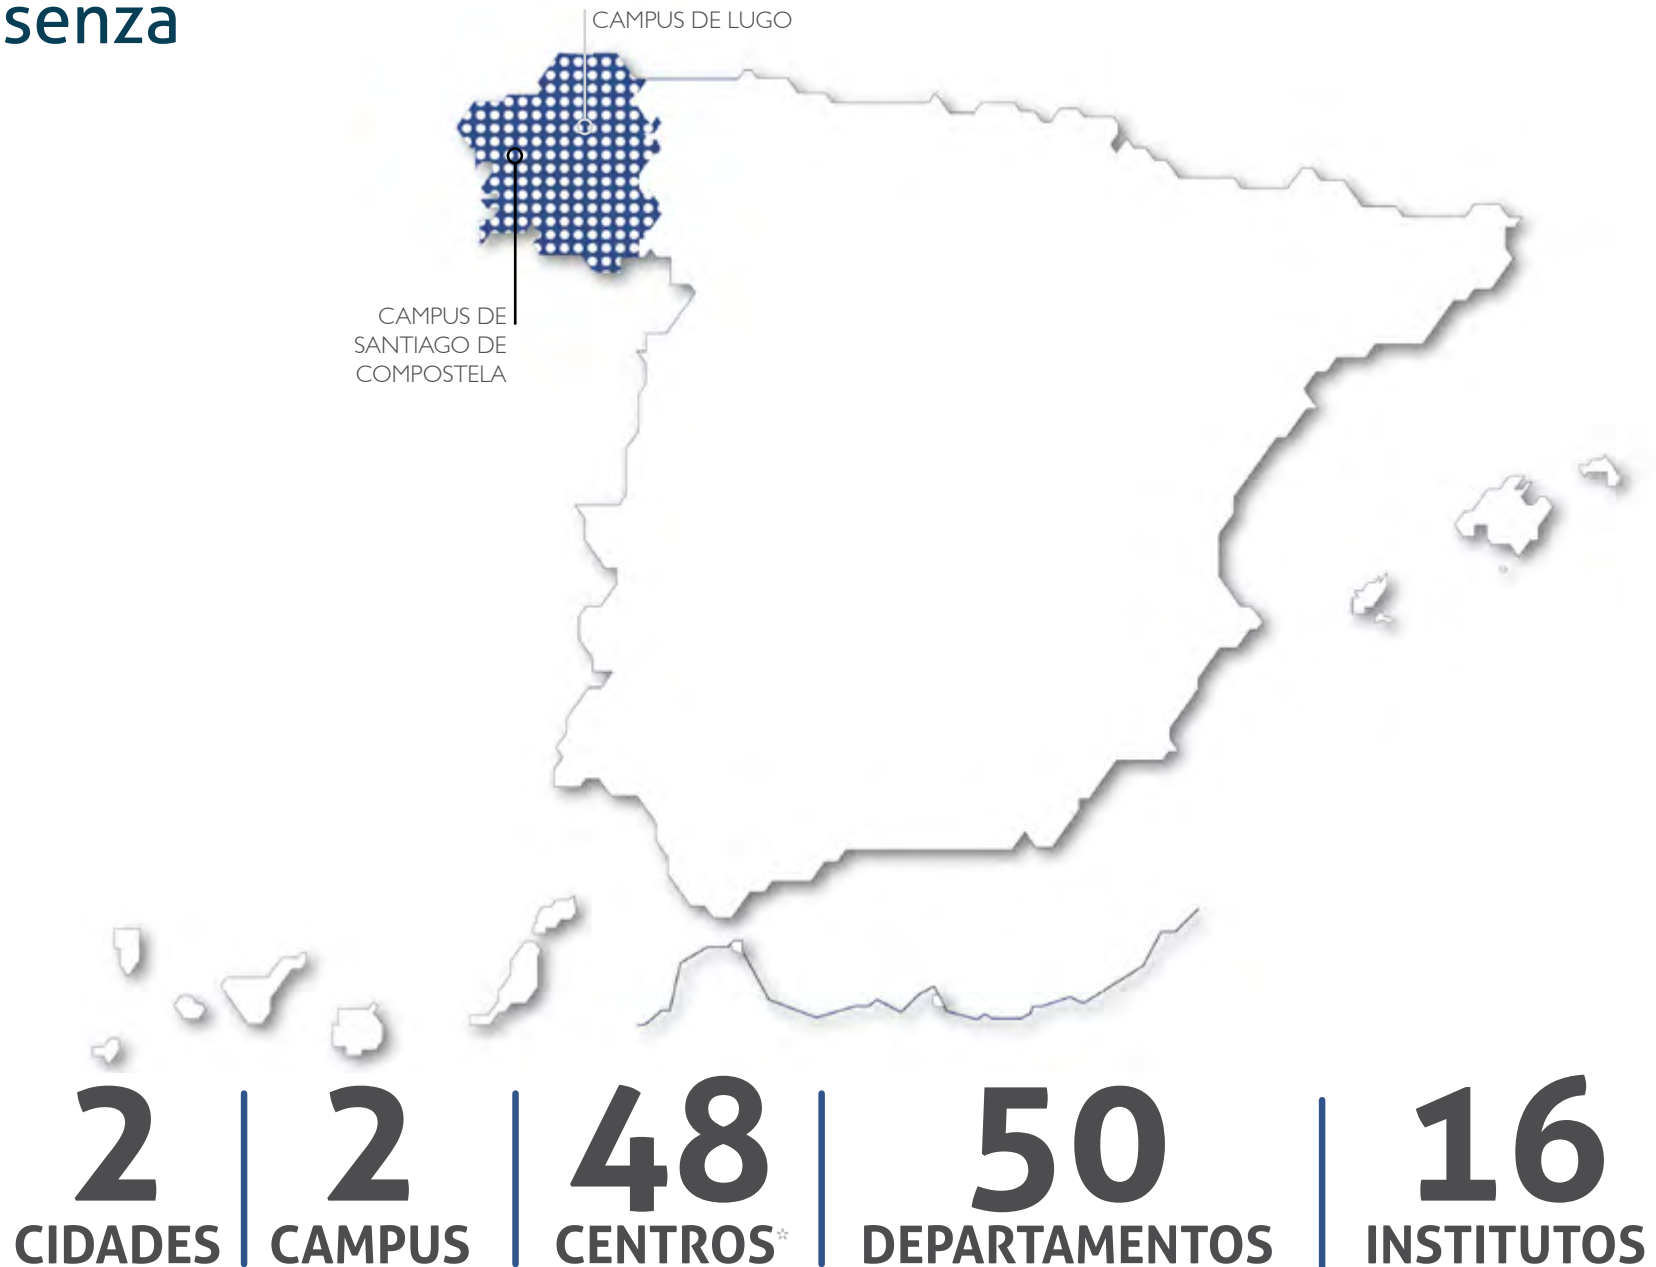 senza
CAMPUS DE LUGO
CAMPUS DE
SANTIAGO DE
COMPOSTELA
2
CIDADES
2
CAMPUS
48
CENTROS*
50
DEPARTAMENTOS
16
INSTITUTOS